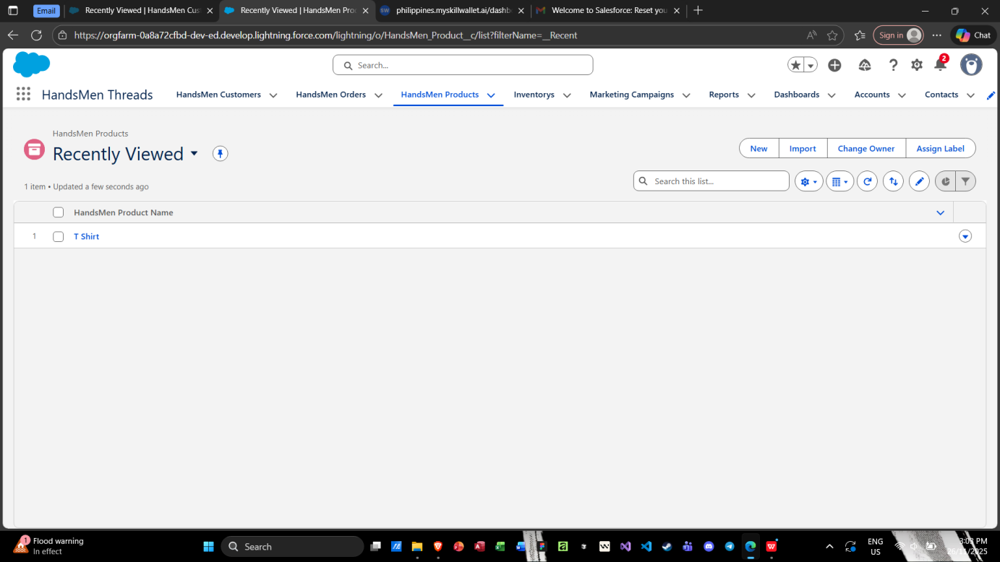 Email
Recently Viewed | HandsMen Cus
Recently Viewed | HandsMen Proc
SW philippines.myskillwallet.ai/dashbo
Welcome to Salesforce: Reset you
https://orgfarm-0a8a72cfbd-dev-ed.develop.lightning.force.com/lightning/o/HandsMen_Product__c/list?filterName=__Recent
Sign in
Chat
Search...
2
HandsMen Threads
HandsMen Customers
HandsMen Orders
HandsMen Products
Inventorys
Marketing Campaigns
Reports
Dashboards
Accounts
Contacts
HandsMen Products
Recently Viewed
New
Import
Change Owner
Assign Label
1 item • Updated a few seconds ago
Search this list...
HandsMen Product Name
1 T Shirt
1
Flood warning
In effect
Search
ENG
US
3:03 PM
26/11/2025